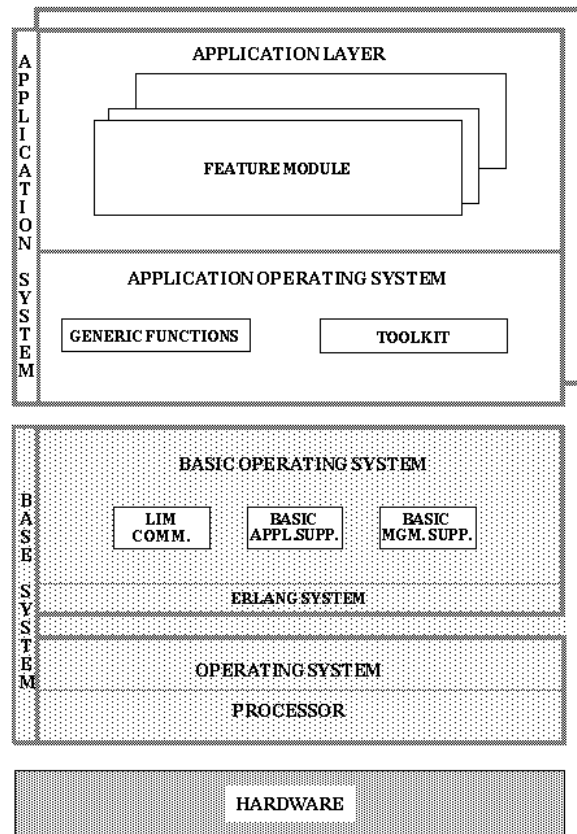 APPLICATION SYSTEM
APPLICATION LAYER
FEATURE MODULE
APPLICATION OPERATING SYSTEM
GENERIC FUNCTIONS
TOOLKIT
BASE SYSTEM
BASIC OPERATING SYSTEM
LIM
COMM.
BASIC
APPL.SUPP.
BASIC
MGM. SUPP.
ERLANG SYSTEM
OPERATING SYSTEM
PROCESSOR
HARDWARE